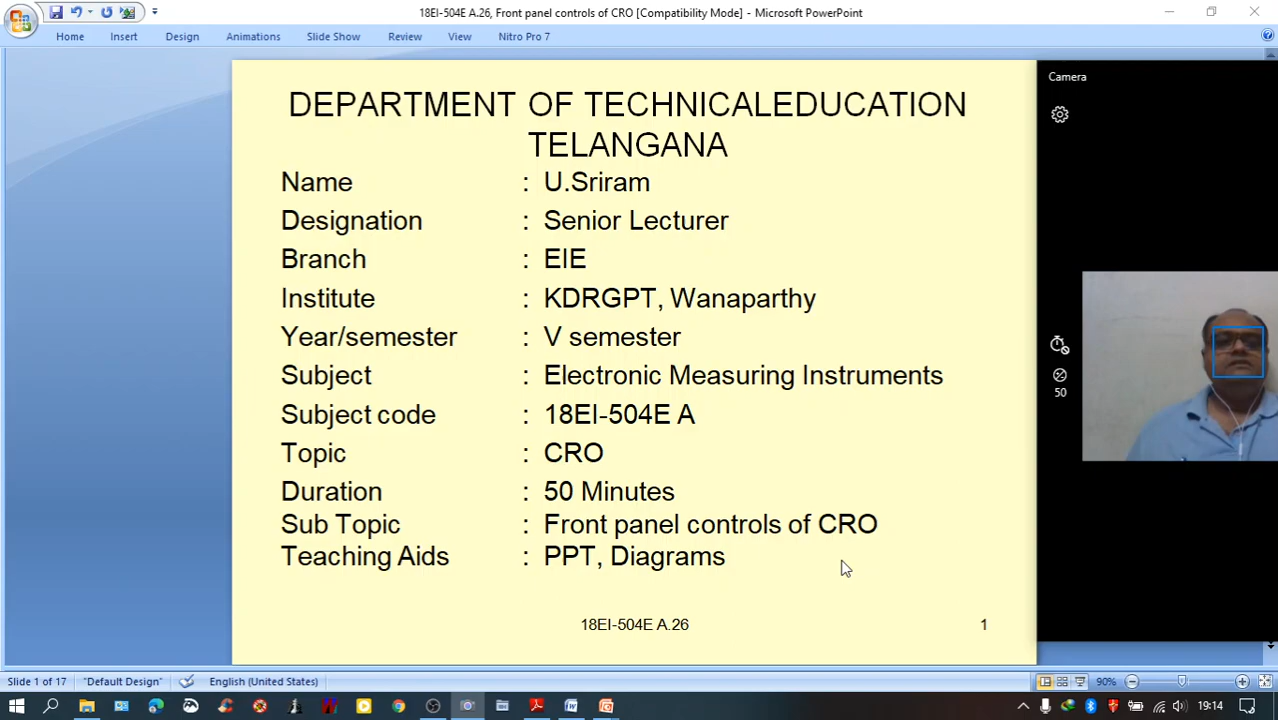 18EI-504E A.26, Front panel controls of CRO [Compatibility Mode] - Microsoft PowerPoint
Home Insert Design Animations Slide Show Review View Nitro Pro 7
Camera
DEPARTMENT OF TECHNICALEDUCATION
TELANGANA
Name : U.Sriram
Designation : Senior Lecturer
Branch : EIE
Institute : KDRGPT, Wanaparthy
Year/semester : V semester
Subject : Electronic Measuring Instruments
Subject code : 18EI-504E A
Topic : CRO
Duration : 50 Minutes
Sub Topic : Front panel controls of CRO
Teaching Aids : PPT, Diagrams
50
18EI-504E A.26 1
Slide 1 of 17 "Default Design" English (United States) 90%
19:14